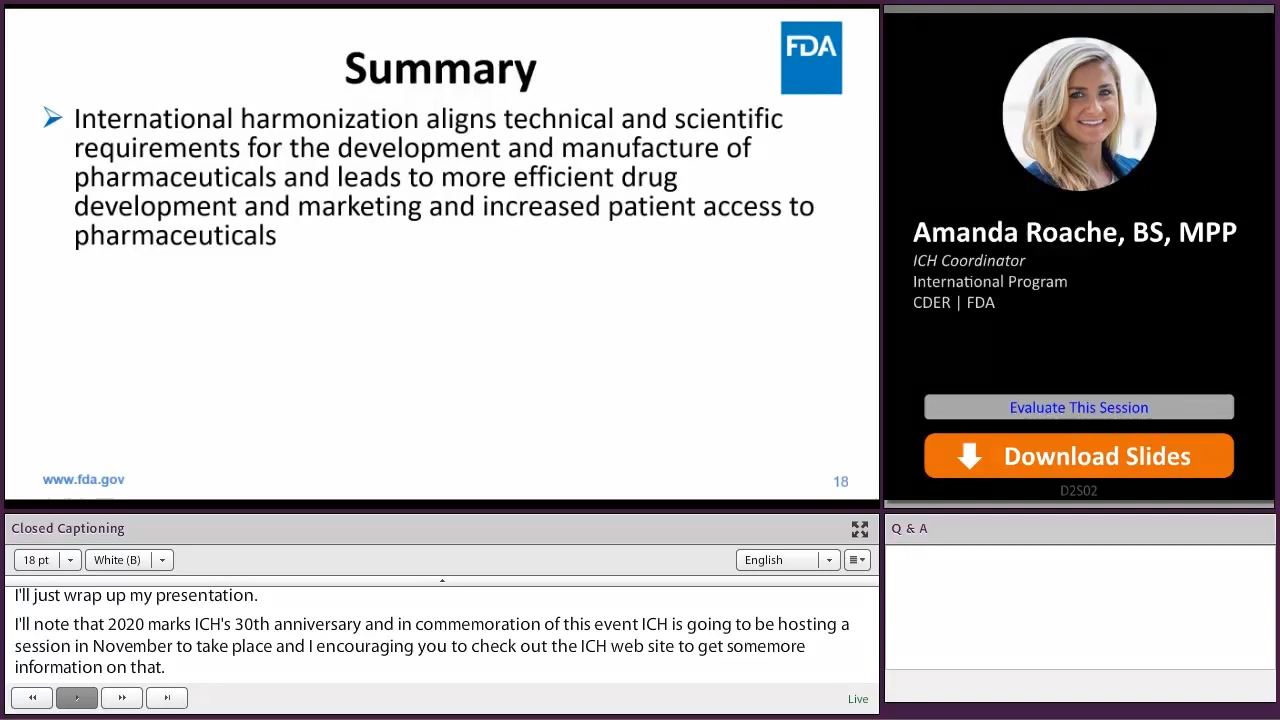 Summary
FDA
International harmonization aligns technical and scientific
requirements for the development and manufacture of
pharmaceuticals and leads to more efficient drug
development and marketing and increased patient access to
pharmaceuticals
www.fda.gov
18
Amanda Roache, BS, MPP
ICH Coordinator
International Program
CDER | FDA
Evaluate This Session
Download Slides
D2S02
Closed Captioning
18 pt
White (B)
English
I'll just wrap up my presentation.
I'll note that 2020 marks ICH's 30th anniversary and in commemoration of this event ICH is going to be hosting a
session in November to take place and I encouraging you to check out the ICH web site to get somemore
information on that.
Live
Q & A